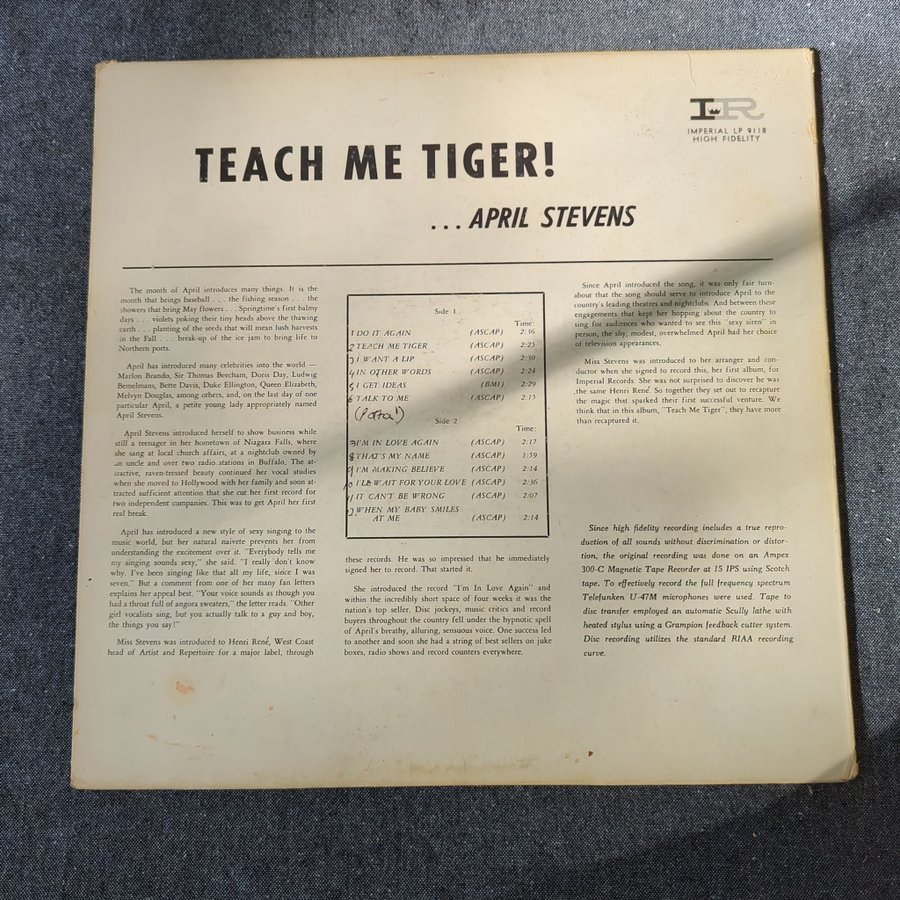 IR
IMPERIAL LP 9118
HIGH FIDELITY
TEACH ME TIGER!
...APRIL STEVENS
The month of April introduces many things. It is the
month that brings baseball . . . the fishing season . . . the
showers that bring May flowers . . . Springtime's first balmy
days . . . violets poking their tiny heads above the thawing
earth . . . planting of the seeds that will mean lush harvests
in the Fall . . . break-up of the ice jam to bring life to
Northern ports.
April has introduced many celebrities into the world —
Marlon Brando, Sir Thomas Beecham, Doris Day, Ludwig
Bemelmans, Bette Davis, Duke Ellington, Queen Elizabeth,
Melvyn Douglas, among others, and, on the last day of one
particular April, a petite young lady appropriately named
April Stevens.
April Stevens introduced herself to show business while
still a teenager in her hometown of Niagara Falls, where
she sang at local church affairs, at a nightclub owned by
an uncle and over two radio stations in Buffalo, The at-
tractive, raven-tressed beauty continued her vocal studies
when she moved to Hollywood with her family and soon at-
tracted sufficient attention that she cut her first record for
two independent companies. This was to get April her first
real break.
April has introduced a new style of sexy singing to the
music world, but her natural naivete prevents her from
understanding the excitement over it. "Everybody tells me
my singing sounds sexy," she said. "I really don't know
why. I've been singing like that all my life, since I was
seven." But a comment from one of her many fan letters
explains her appeal best. "Your voice sounds as though you
had a throat full of angora sweaters," the letter reads. "Other
girl vocalists sing, but you actually talk to a guy and boy,
the things you say!"
Miss Stevens was introduced to Henri René, West Coast
head of Artist and Repertoire for a major label, through
Side 1
Time:
1 DO IT AGAIN (ASCAP) 2:36
2 TEACH ME TIGER (ASCAP) 2:25
3 I WANT A LIP (ASCAP) 2:30
4 IN OTHER WORDS (ASCAP) 2:24
5 I GET IDEAS (BMI) 2:29
6 TALK TO ME (ASCAP) 2:15
Side 2
Time:
I'M IN LOVE AGAIN (ASCAP) 2:17
8 THAT'S MY NAME (ASCAP) 1:59
9 I'M MAKING BELIEVE (ASCAP) 2:14
10 I'LL WAIT FOR YOUR LOVE (ASCAP) 2:36
11 IT CAN'T BE WRONG (ASCAP) 2:07
12 WHEN MY BABY SMILES
AT ME (ASCAP) 2:14
these records. He was so impressed that he immediately
signed her to record. That started it.
She introduced the record "I'm In Love Again" and
within the incredibly short space of four weeks it was the
nation's top seller. Disc jockeys, music critics and record
buyers throughout the country fell under the hypnotic spell
of April's breathy, alluring, sensuous voice. One success led
to another and soon she had a string of best sellers on juke
boxes, radio shows and record counters everywhere.
Since April introduced the song, it was only fair turn-
about that the song should serve to introduce April to the
country's leading theatres and nightclubs. And between these
engagements that kept her hopping about the country to
sing for audiences who wanted to see this "sexy siren" in
person, the shy, modest, overwhelmed April had her choice
of television appearances.
Miss Stevens was introduced to her arranger and con-
ductor when she signed to record this, her first album, for
Imperial Records. She was not surprised to discover he was
the same Henri René. So together they set out to recapture
the magic that sparked their first successful venture. We
think that in this album, "Teach Me Tiger", they have more
than recaptured it.
Since high fidelity recording includes a true repro-
duction of all sounds without discrimination or distor-
tion, the original recording was done on an Ampex
300-C Magnetic Tape Recorder at 15 IPS using Scotch
tape. To effectively record the full frequency spectrum
Telefunken U-47M microphones were used. Tape to
disc transfer employed an automatic Scully lathe with
heated stylus using a Grampion feedback cutter system.
Disc recording utilizes the standard RIAA recording
curve.